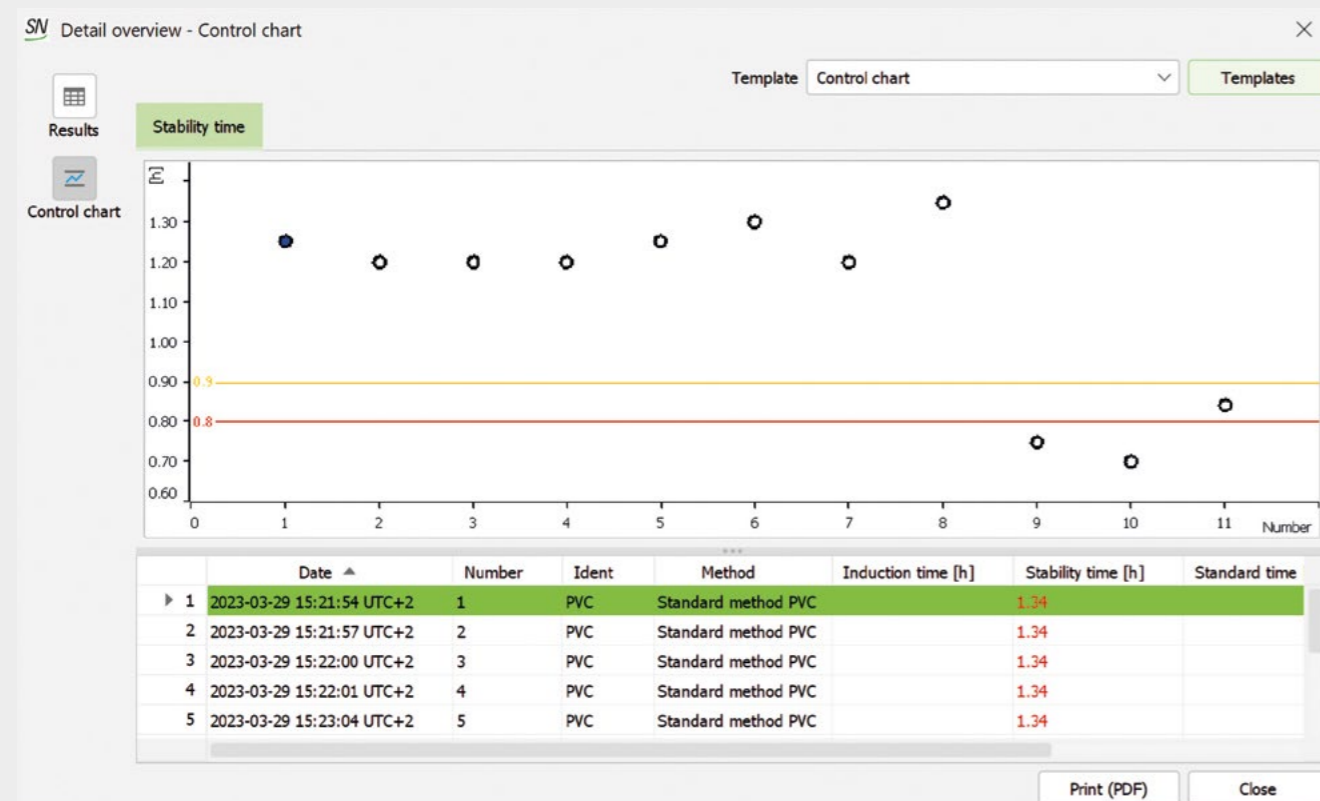 SN Detail overview - Control chart
Template Control chart Templates
Results
Stability time
Control chart
[h]
1.30
1.20
1.10
1.00
0.90
0.9
0.80
0.8
0.70
0.60
0 1 2 3 4 5 6 7 8 9 10 11 Number
Date Number Ident Method Induction time [h] Stability time [h] Standard time
1 2023-03-29 15:21:54 UTC+2 1 PVC Standard method PVC 1.34
2 2023-03-29 15:21:57 UTC+2 2 PVC Standard method PVC 1.34
3 2023-03-29 15:22:00 UTC+2 3 PVC Standard method PVC 1.34
4 2023-03-29 15:22:01 UTC+2 4 PVC Standard method PVC 1.34
5 2023-03-29 15:23:04 UTC+2 5 PVC Standard method PVC 1.34
Print (PDF) Close